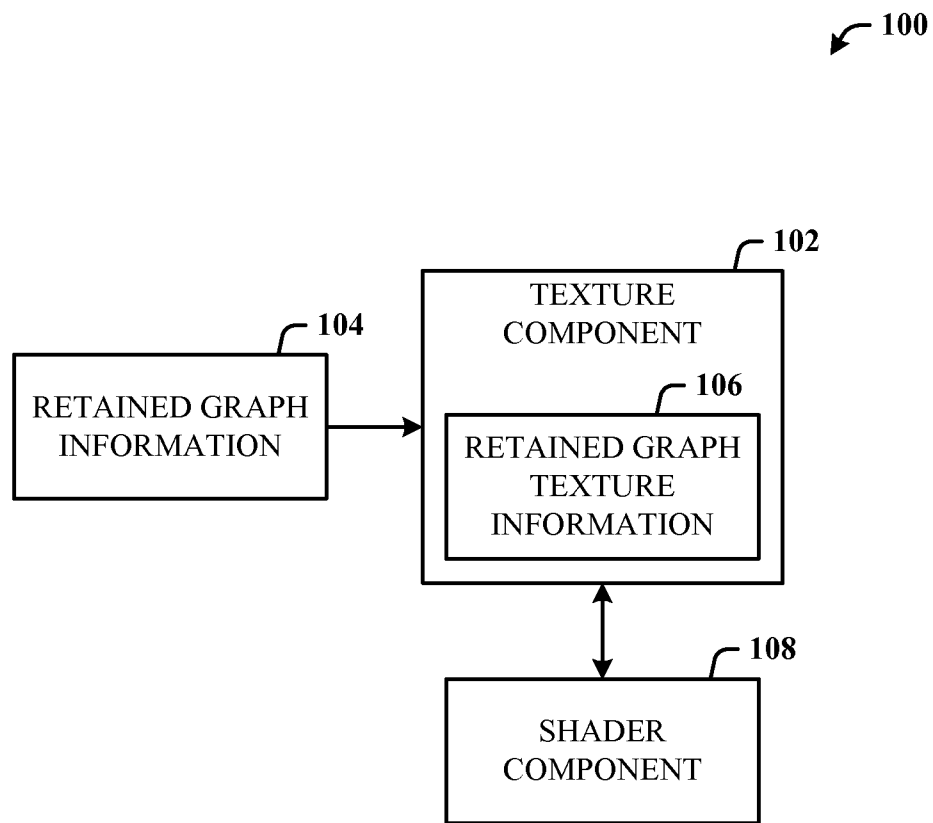 100
102
TEXTURE
COMPONENT
104
RETAINED GRAPH
INFORMATION
106
RETAINED GRAPH
TEXTURE
INFORMATION
108
SHADER
COMPONENT